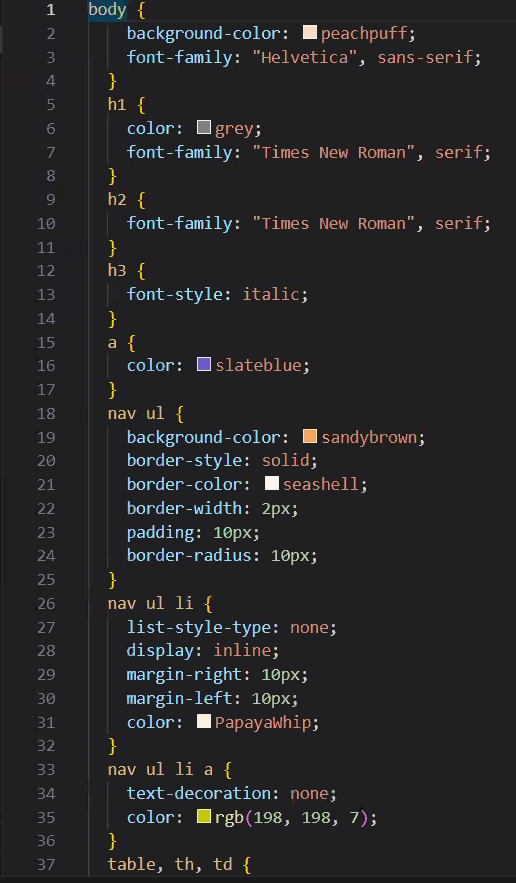 1 body {
2 background-color: peachpuff;
3 font-family: "Helvetica", sans-serif;
4 }
5 h1 {
6 color: grey;
7 font-family: "Times New Roman", serif;
8 }
9 h2 {
10 font-family: "Times New Roman", serif;
11 }
12 h3 {
13 font-style: italic;
14 }
15 a {
16 color: slateblue;
17 }
18 nav ul {
19 background-color: sandybrown;
20 border-style: solid;
21 border-color: seashell;
22 border-width: 2px;
23 padding: 10px;
24 border-radius: 10px;
25 }
26 nav ul li {
27 list-style-type: none;
28 display: inline;
29 margin-right: 10px;
30 margin-left: 10px;
31 color: PapayaWhip;
32 }
33 nav ul li a {
34 text-decoration: none;
35 color: rgb(198, 198, 7);
36 }
37 table, th, td {